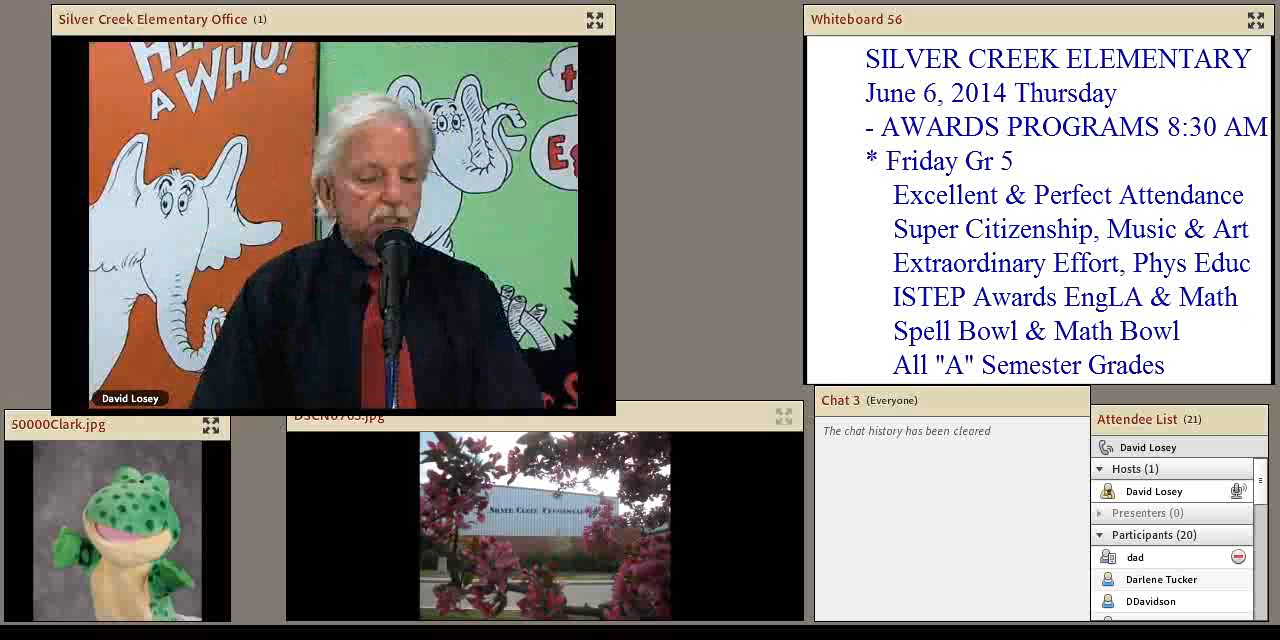 Silver Creek Elementary Office (1)
A WHO!
David Losey
Whiteboard 56
SILVER CREEK ELEMENTARY
June 6, 2014 Thursday
- AWARDS PROGRAMS 8:30 AM
* Friday Gr 5
Excellent & Perfect Attendance
Super Citizenship, Music & Art
Extraordinary Effort, Phys Educ
ISTEP Awards EngLA & Math
Spell Bowl & Math Bowl
All "A" Semester Grades
50000Clark.jpg
Chat 3 (Everyone)
The chat history has been cleared
Attendee List (21)
David Losey
Hosts (1)
David Losey
Presenters (0)
Participants (20)
dad
Darlene Tucker
DDavidson